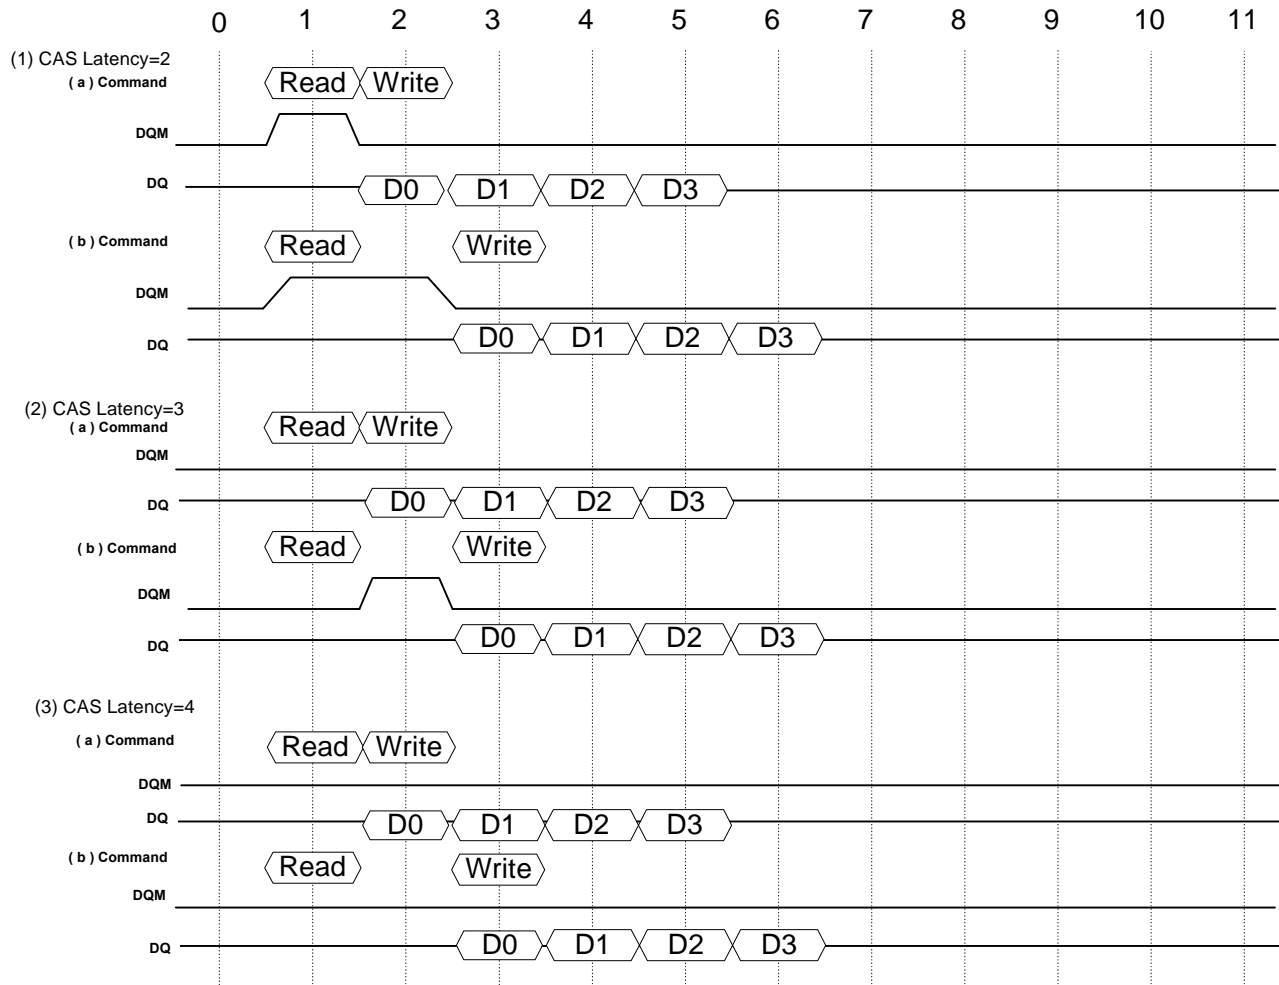 0 1 2 3 4 5 6 7 8 9 10 11
(1) CAS Latency=2
( a ) Command Read Write
DQM
DQ D0 D1 D2 D3
( b ) Command Read Write
DQM
DQ D0 D1 D2 D3
(2) CAS Latency=3
( a ) Command Read Write
DQM
DQ D0 D1 D2 D3
( b ) Command Read Write
DQM
DQ D0 D1 D2 D3
(3) CAS Latency=4
( a ) Command Read Write
DQM
DQ D0 D1 D2 D3
( b ) Command Read Write
DQM
DQ D0 D1 D2 D3